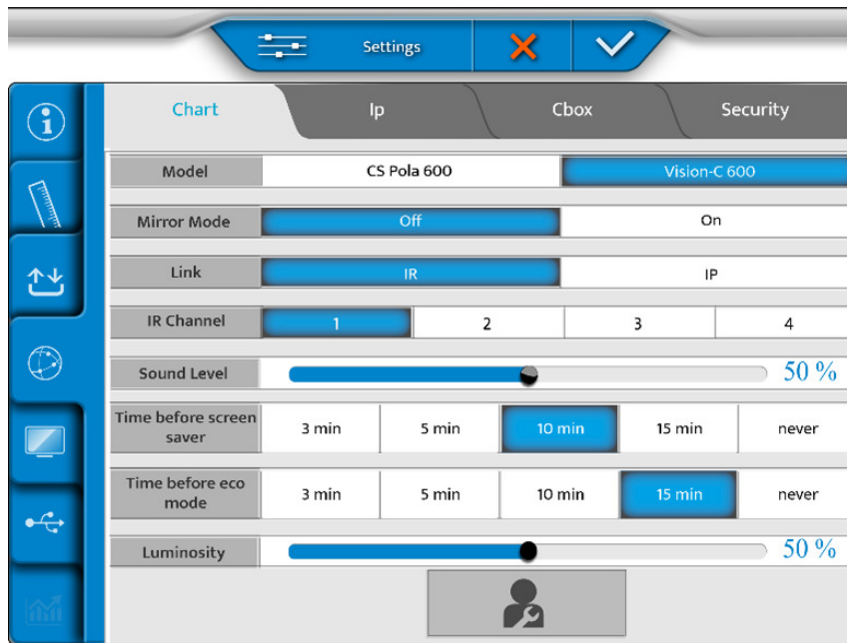 Settings
Chart Ip Cbox Security
Model CS Pola 600 Vision-C 600
Mirror Mode Off On
Link IR IP
IR Channel 1 2 3 4
Sound Level 50 %
Time before screen
saver 3 min 5 min 10 min 15 min never
Time before eco
mode 3 min 5 min 10 min 15 min never
Luminosity 50 %